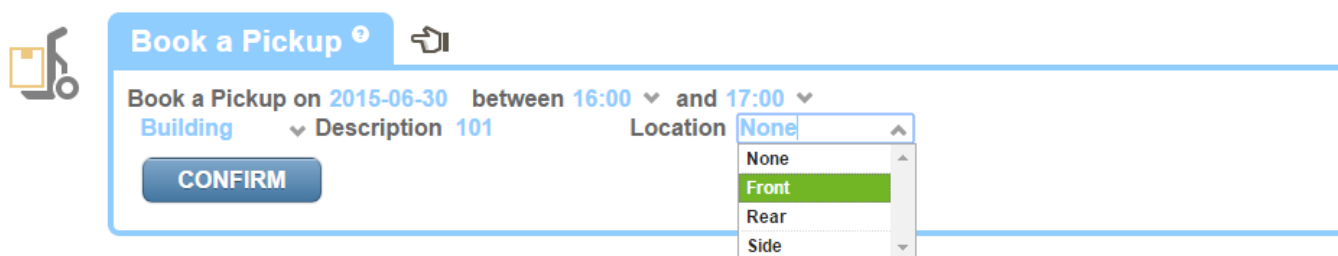 Book a Pickup ?
Book a Pickup on 2015-06-30 between 16:00 and 17:00
Building Description 101 Location None
None
CONFIRM
Front
Rear
Side